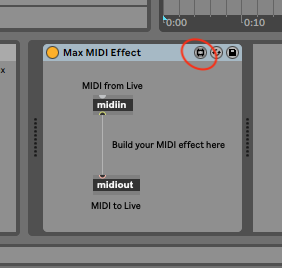 0:00
0:10
Max MIDI Effect
x
MIDI from Live
midiin
Build your MIDI effect here
midiout
MIDI to Live